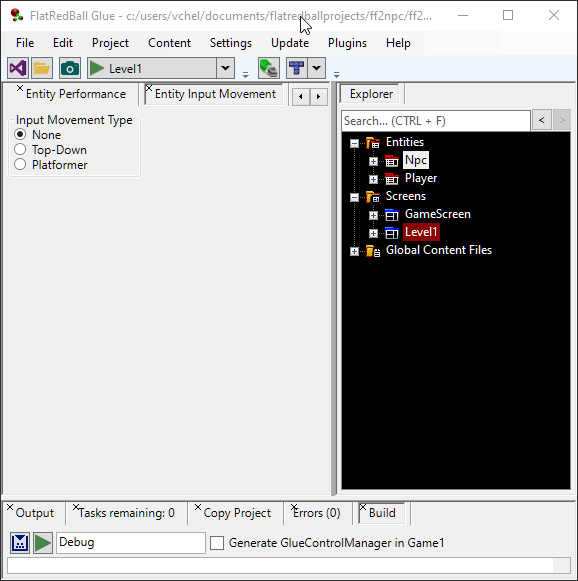 FlatRedBall Glue - c:/users/vchel/documents/flatredballprojects/ff2npc/ff2...
File Edit Project Content Settings Update Plugins Help
Level1
Entity Performance Entity Input Movement
Explorer
Input Movement Type
None
Top-Down
Platformer
Search... (CTRL + F)
< >
Entities
Npc
Player
Screens
GameScreen
Level1
Global Content Files
Output Tasks remaining: 0 Copy Project Errors (0) Build
Debug Generate GlueControlManager in Game1